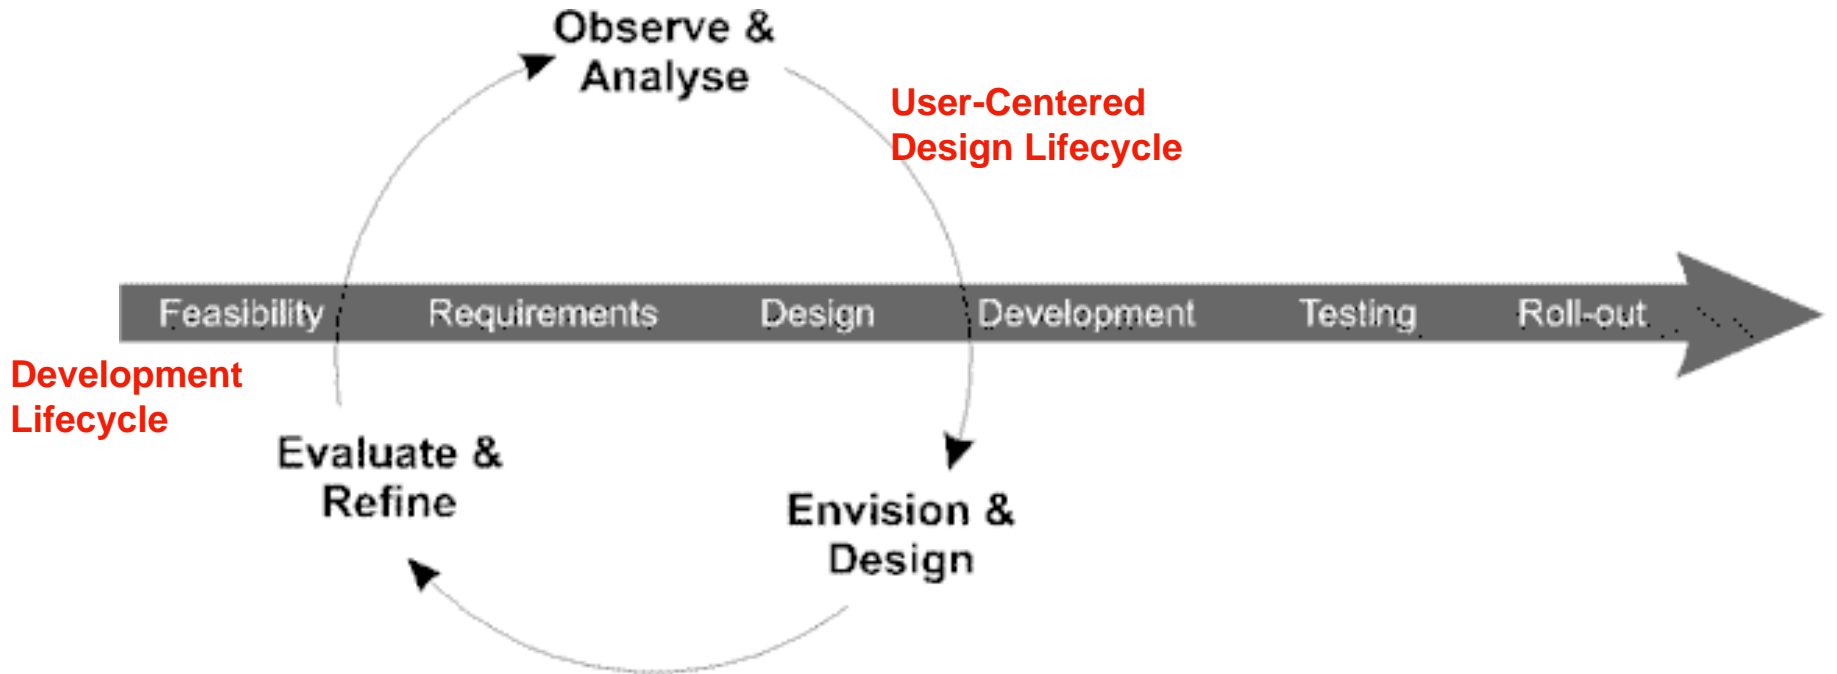 Observe &
Analyse
User-Centered
Design Lifecycle
Feasibility Requirements Design Development Testing Roll-out
Development
Lifecycle
Evaluate &
Refine
Envision &
Design